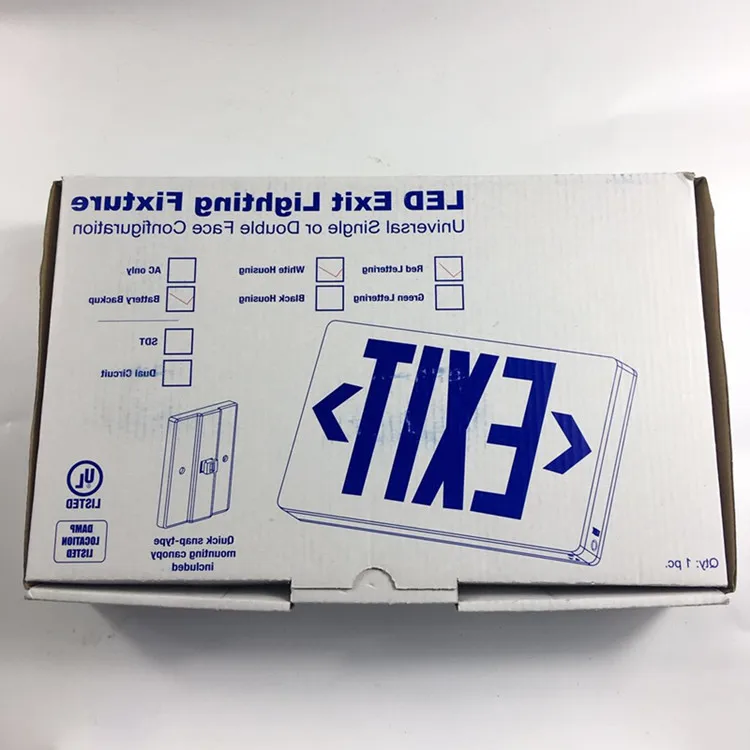 LED Exit Lighting Fixture
Universal Single or Double Face Configuration
Red Lettering
White Housing
AC only
Green Lettering
Black Housing
Battery Backup
SDT
Dual Circuit
EXIT
UL
LISTED
DAMP
LOCATION
LISTED
Quick snap-type
mounting canopy
included
Qty: 1 pc.